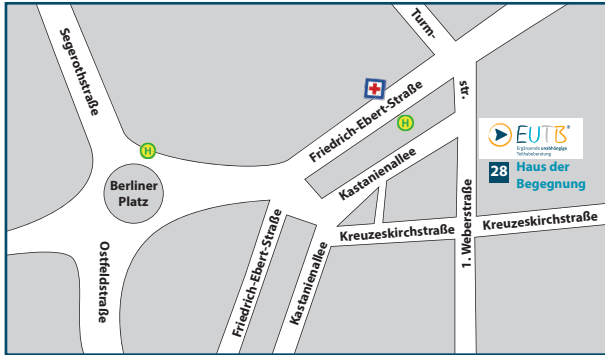 Turm-
str.
Segerothstraße
H
Friedrich-Ebert-Straße
H
EUTB®
Ergänzende unabhängige
Teilhabeberatung
28 Haus der
Begegnung
Berliner
Platz
Kastanienallee
Kreuzeskirchstraße
Kreuzeskirchstraße
1. Weberstraße
Ostfeldstraße
Friedrich-Ebert-Straße
Kastanienallee